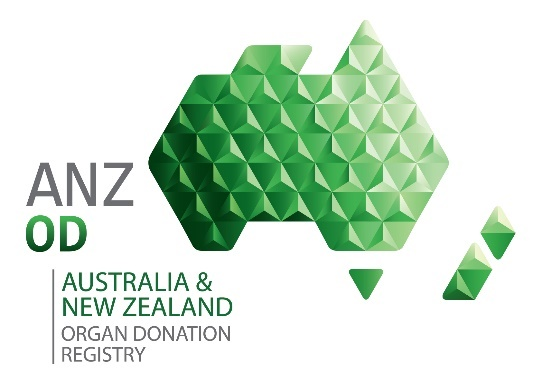 ANZ
OD
AUSTRALIA &
NEW ZEALAND
ORGAN DONATION
REGISTRY